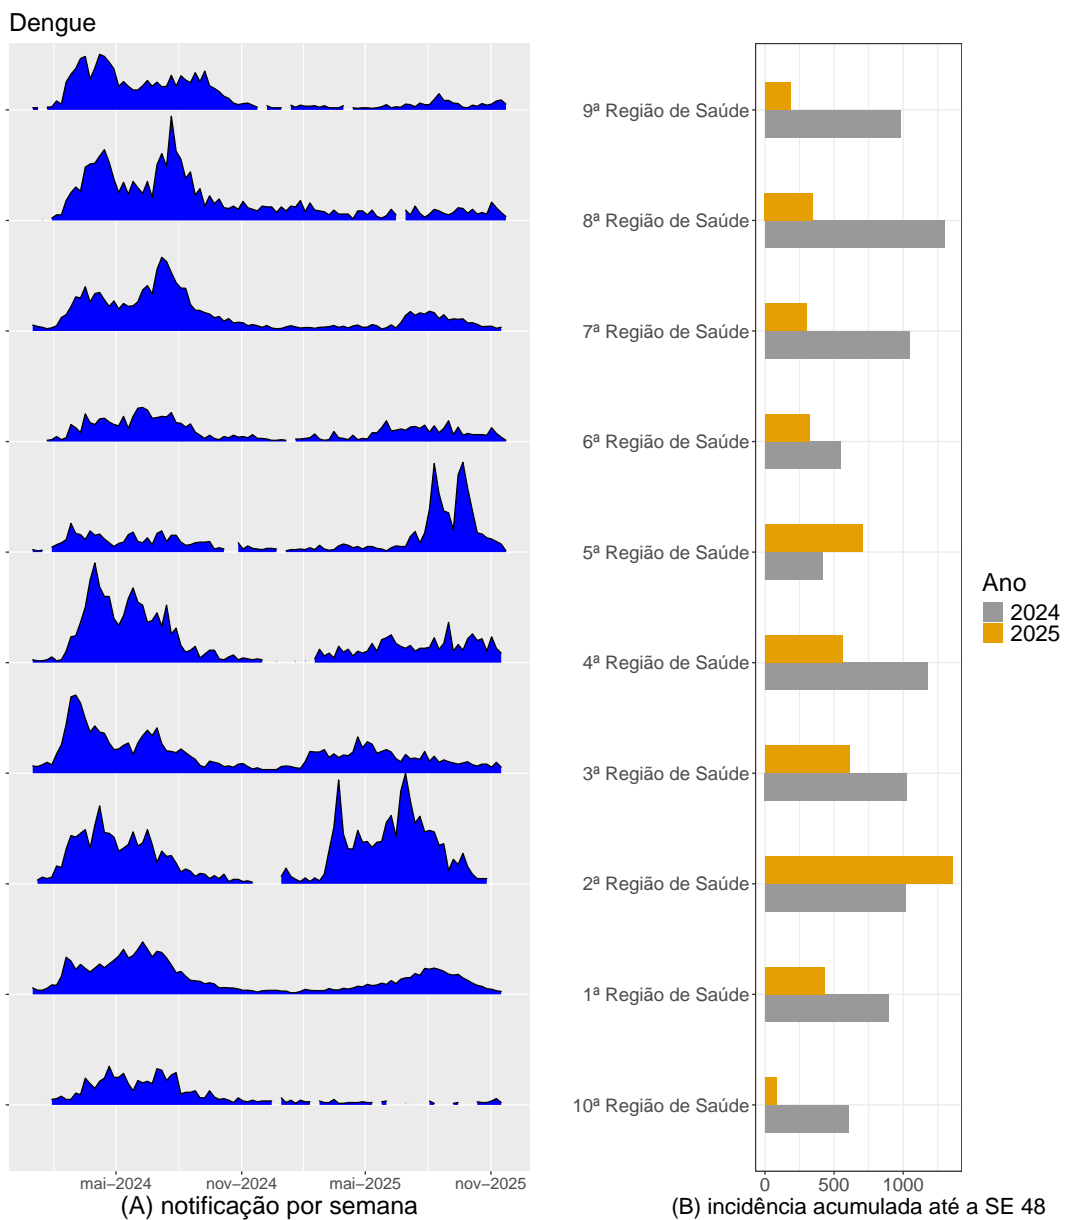 Dengue
9ª Região de Saúde
8ª Região de Saúde
7ª Região de Saúde
6ª Região de Saúde
5ª Região de Saúde
4ª Região de Saúde
3ª Região de Saúde
2ª Região de Saúde
1ª Região de Saúde
10ª Região de Saúde
Ano
2024
2025
mai–2024 nov–2024 mai–2025 nov–2025
0 500 1000
(A) notificação por semana
(B) incidência acumulada até a SE 48